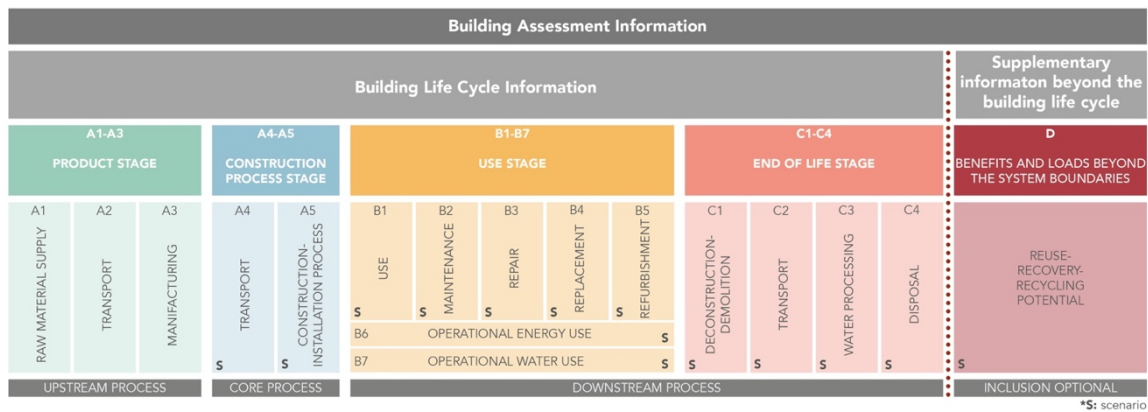 Building Assessment Information
Building Life Cycle Information
Supplementary
informaton beyond the
building life cycle
A1-A3
PRODUCT STAGE
A4-A5
CONSTRUCTION
PROCESS STAGE
B1-B7
USE STAGE
C1-C4
END OF LIFE STAGE
D
BENEFITS AND LOADS BEYOND
THE SYSTEM BOUNDARIES
A1
RAW MATERIAL SUPPLY
A2
TRANSPORT
A3
MANIFACTURING
A4
TRANSPORT
S
A5
CONSTRUCTION-
INSTALLATION PROCESS
S
B1
USE
S
B2
MAINTENANCE
S
B3
REPAIR
S
B4
REPLACEMENT
S
B5
REFURBISHMENT
S
B6 OPERATIONAL ENERGY USE S
B7 OPERATIONAL WATER USE S
C1
DECONSTRUCTION-
DEMOLITION
S
C2
TRANSPORT
S
C3
WATER PROCESSING
S
C4
DISPOSAL
S
REUSE-
RECOVERY-
RECYCLING
POTENTIAL
S
UPSTREAM PROCESS
CORE PROCESS
DOWNSTREAM PROCESS
INCLUSION OPTIONAL
*S: scenario